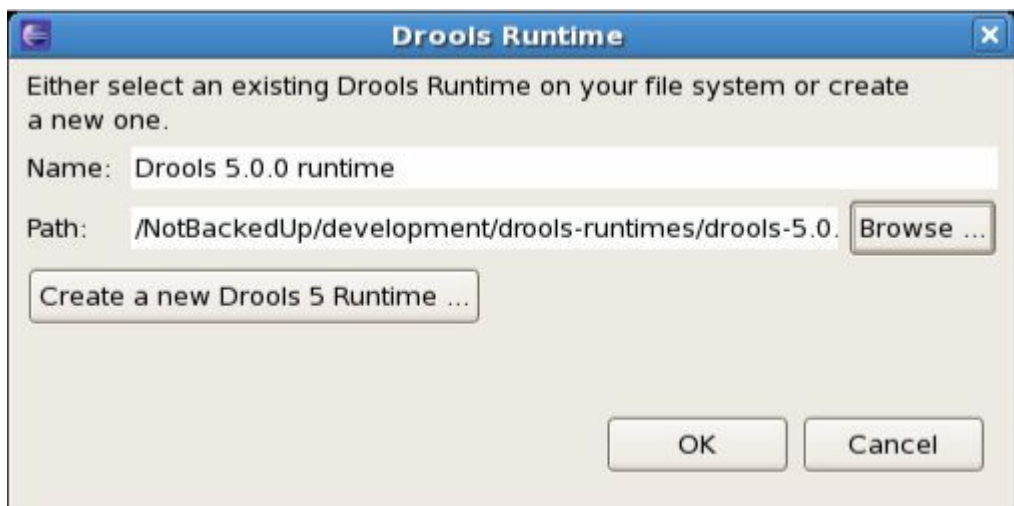 Drools Runtime
Either select an existing Drools Runtime on your file system or create
a new one.
Name: Drools 5.0.0 runtime
Path: /NotBackedUp/development/drools-runtimes/drools-5.0. Browse ...
Create a new Drools 5 Runtime ...
OK Cancel